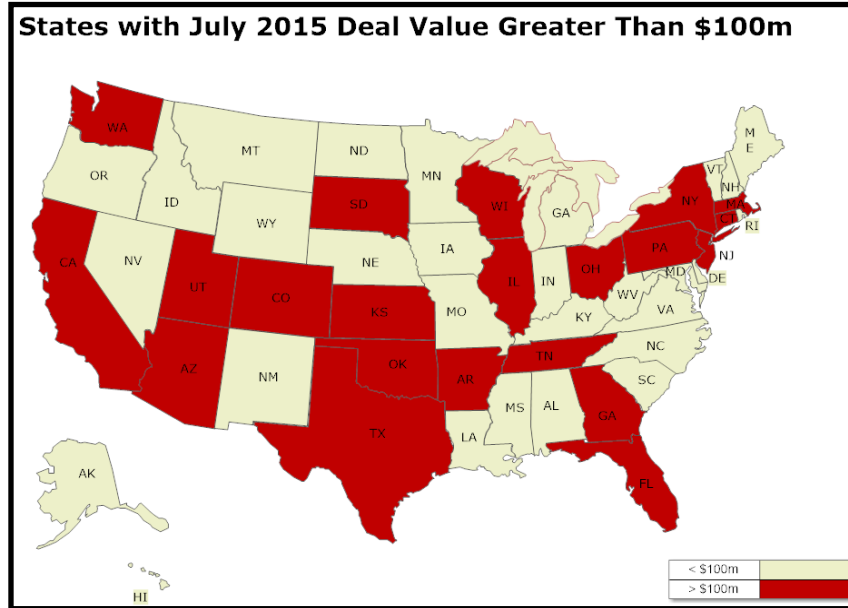 States with July 2015 Deal Value Greater Than $100m
WA
MT
ND
MN
M
E
VT
NH
OR
ID
WY
SD
WI
GA
NY
MA
CT
RI
CA
NV
UT
CO
NE
IA
IL
IN
OH
PA
NJ
MD
DE
WV
VA
KS
MO
KY
NC
AZ
NM
OK
AR
TN
SC
TX
LA
MS
AL
GA
FL
AK
HI
< $100m
> $100m